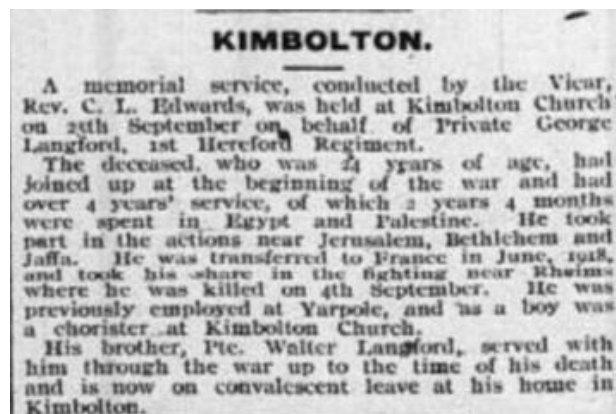 KIMBOLTON.
A memorial service, conducted by the Vicar,
Rev. C. L. Edwards, was held at Kimbolton Church
on 25th September on behalf of Private George
Langford, 1st Hereford Regiment.
The deceased, who was 24 years of age, had
joined up at the beginning of the war and had
over 4 years' service, of which 2 years 4 months
were spent in Egypt and Palestine. He took
part in the actions near Jerusalem, Bethlehem and
Jaffa. He was transferred to France in June, 1918,
and took his share in the fighting near Rheims
where he was killed on 4th September. He was
previously employed at Yarpole, and as a boy was
a chorister at Kimbolton Church.
His brother, Pte. Walter Langford, served with
him through the war up to the time of his death
and is now on convalescent leave at his home in
Kimbolton.